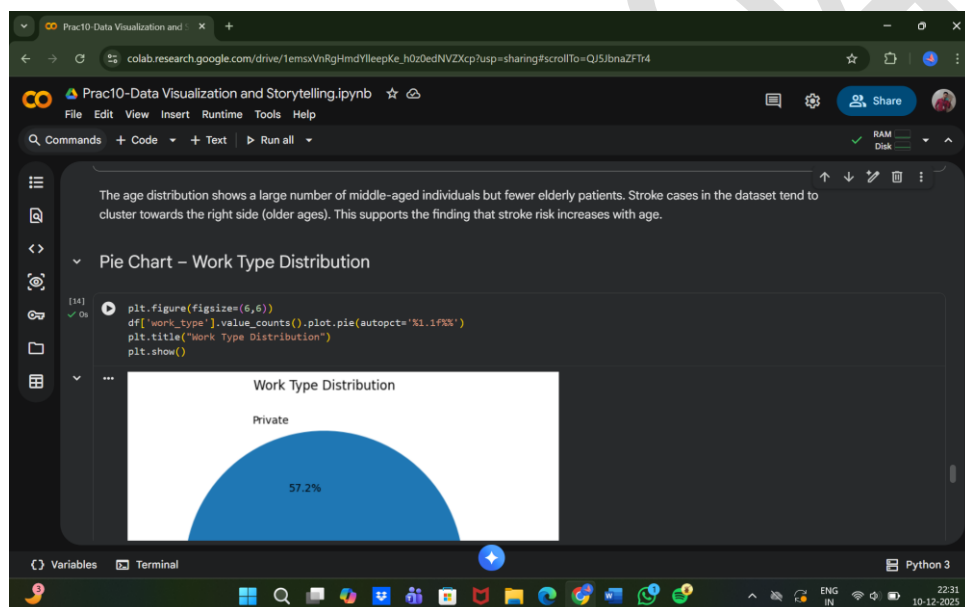 Prac10-Data Visualization and S
colab.research.google.com/drive/1emsxVnRgHmdYlleepKe_h0z0edNVZXcp?usp=sharing#scrollTo=QJ5JbnaZFTr4
Prac10-Data Visualization and Storytelling.ipynb
Share
File Edit View Insert Runtime Tools Help
Commands + Code + Text Run all
RAM
Disk
The age distribution shows a large number of middle-aged individuals but fewer elderly patients. Stroke cases in the dataset tend to
cluster towards the right side (older ages). This supports the finding that stroke risk increases with age.
Pie Chart – Work Type Distribution
[14]
0s
plt.figure(figsize=(6,6))
df['work_type'].value_counts().plot.pie(autopct='%1.1f%%')
plt.title("Work Type Distribution")
plt.show()
Work Type Distribution
Private
57.2%
Variables Terminal
Python 3
3
ENG
IN
22:31
10-12-2025